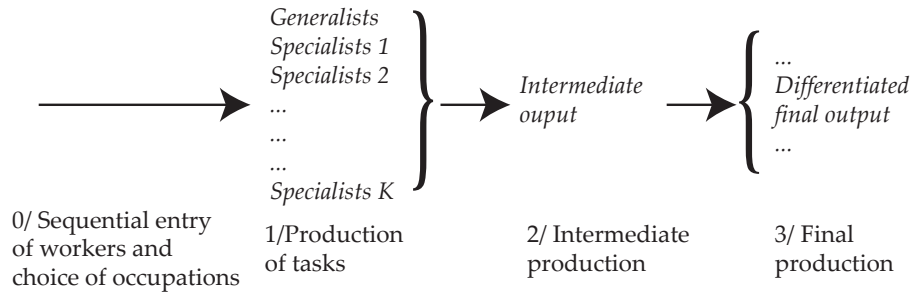 Generalists
Specialists 1
Specialists 2
...
...
...
Specialists K
Intermediate
ouput
...
Differentiated
final output
...
0/ Sequential entry
of workers and
choice of occupations
1/Production
of tasks
2/ Intermediate
production
3/ Final
production